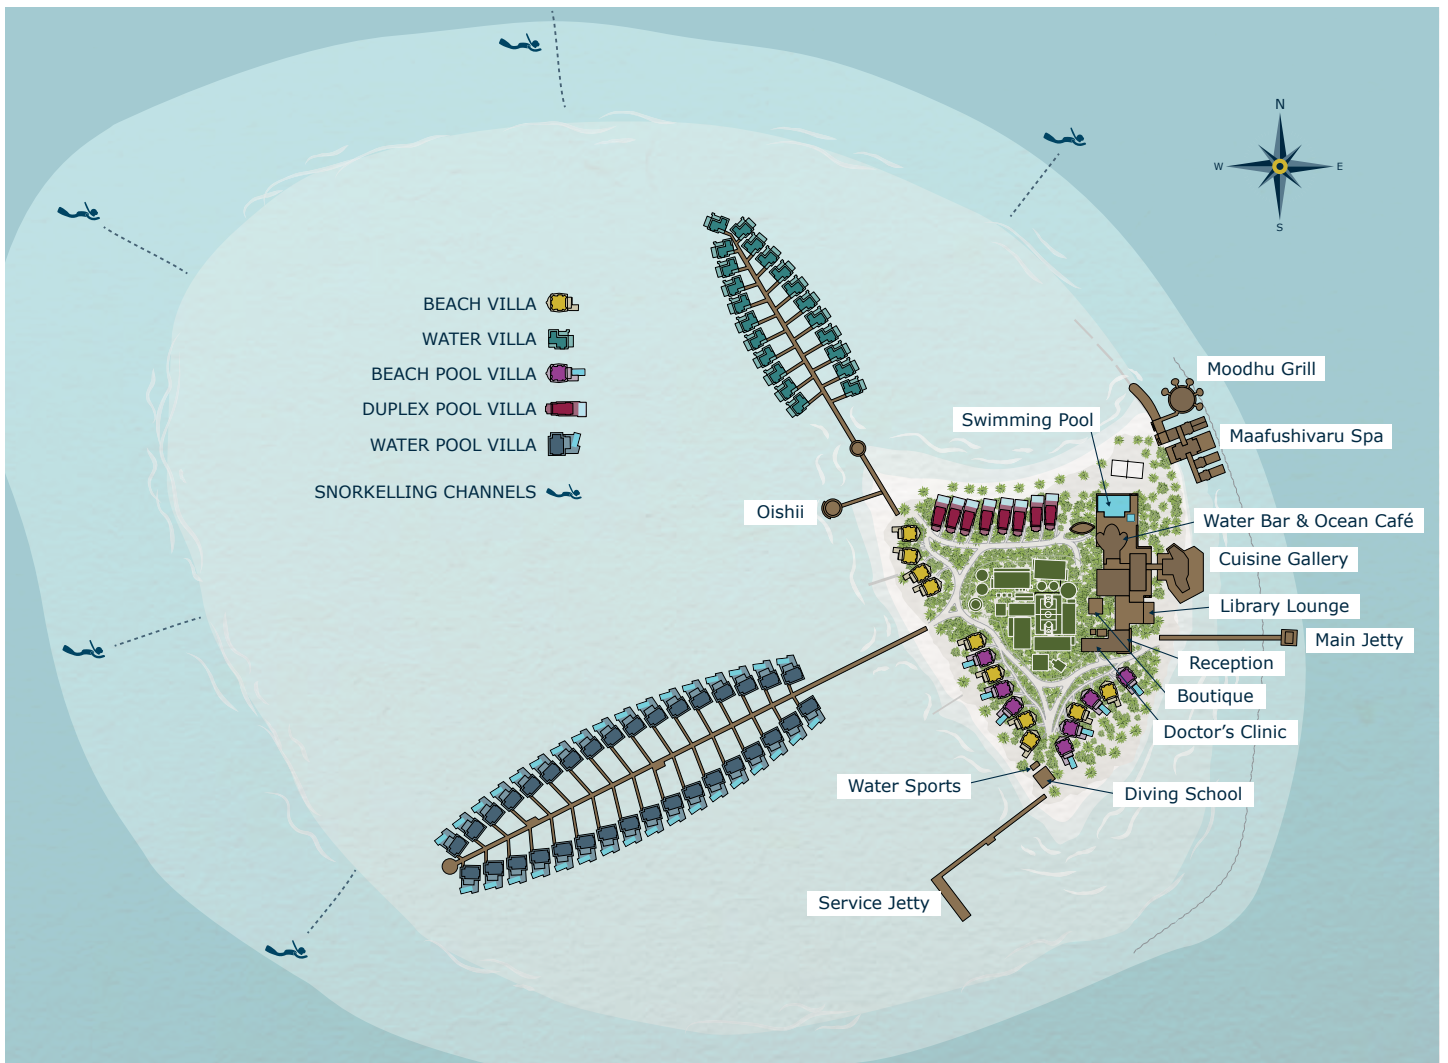 N
W
E
S
BEACH VILLA
WATER VILLA
BEACH POOL VILLA
DUPLEX POOL VILLA
WATER POOL VILLA
SNORKELLING CHANNELS
Moodhu Grill
Swimming Pool
Maafushivaru Spa
Oishii
Water Bar & Ocean Café
Cuisine Gallery
Library Lounge
Main Jetty
Reception
Boutique
Doctor's Clinic
Water Sports
Diving School
Service Jetty